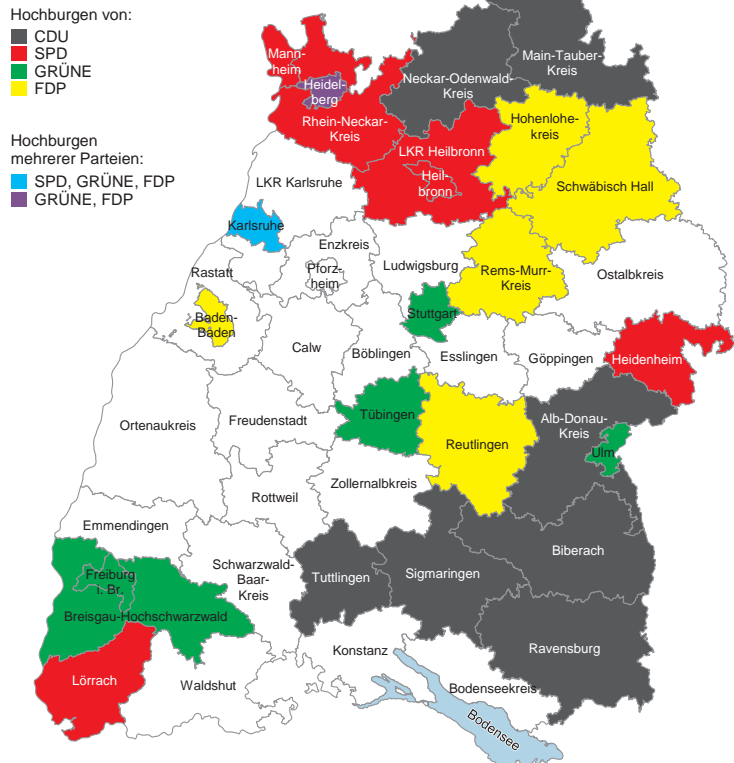 Hochburgen von:
CDU
SPD
GRÜNE
FDP
Hochburgen
mehrerer Parteien:
SPD, GRÜNE, FDP
GRÜNE, FDP
Mann-
heim
Heidel-
berg
Rhein-Neckar-
Kreis
Neckar-Odenwald-
Kreis
Main-Tauber-
Kreis
Hohenlohe-
kreis
LKR Heilbronn
Heil-
bronn
Schwäbisch Hall
LKR Karlsruhe
Karlsruhe
Enzkreis
Pforz-
heim
Ludwigsburg
Rems-Murr-
Kreis
Ostalbkreis
Rastatt
Baden-
Baden
Stuttgart
Calw
Böblingen
Esslingen
Göppingen
Heidenheim
Ortenaukreis
Freudenstadt
Tübingen
Reutlingen
Alb-Donau-
Kreis
Ulm
Rottweil
Zollernalbkreis
Emmendingen
Schwarzwald-
Baar-
Kreis
Tuttlingen
Sigmaringen
Biberach
Freiburg
i. Br.
Breisgau-Hochschwarzwald
Ravensburg
Konstanz
Lörrach
Waldshut
Bodenseekreis
Bodensee